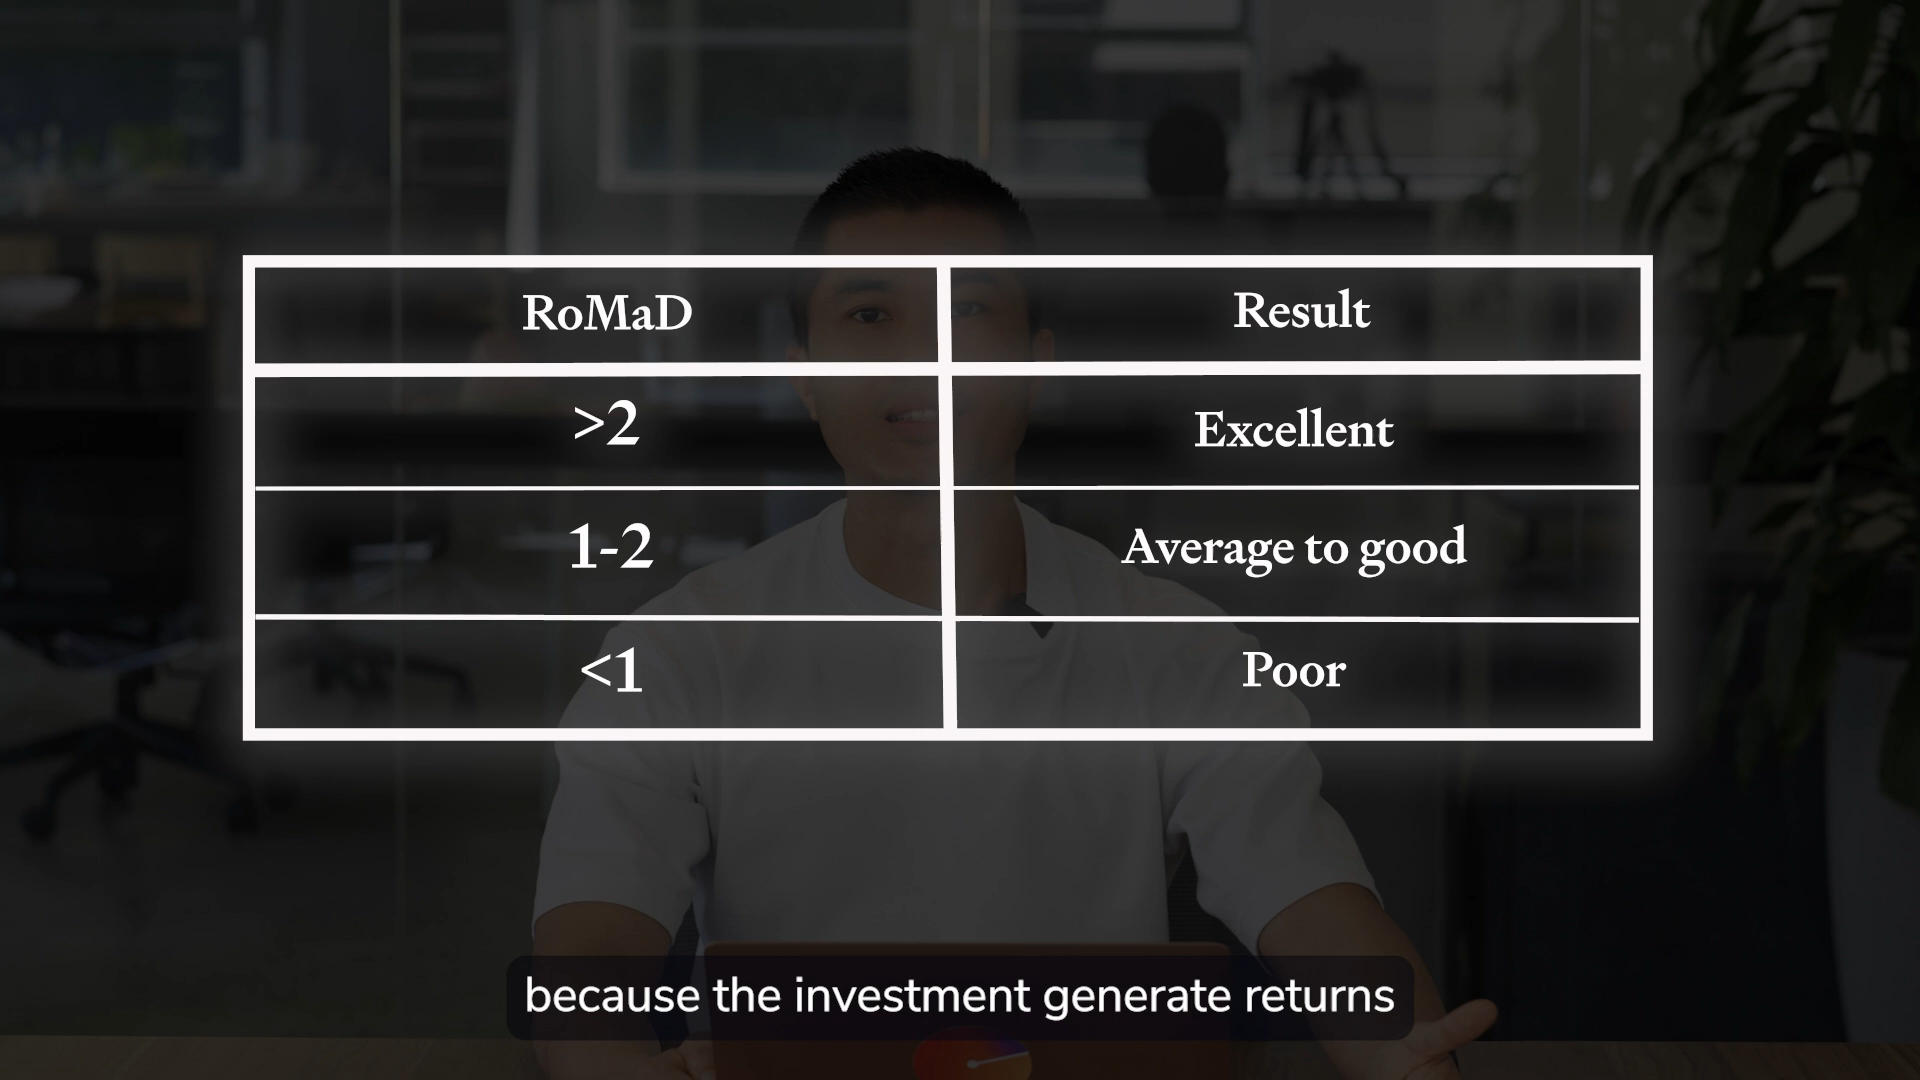 RoMaD Result
>2 Excellent
1-2 Average to good
<1 Poor
because the investment generate returns